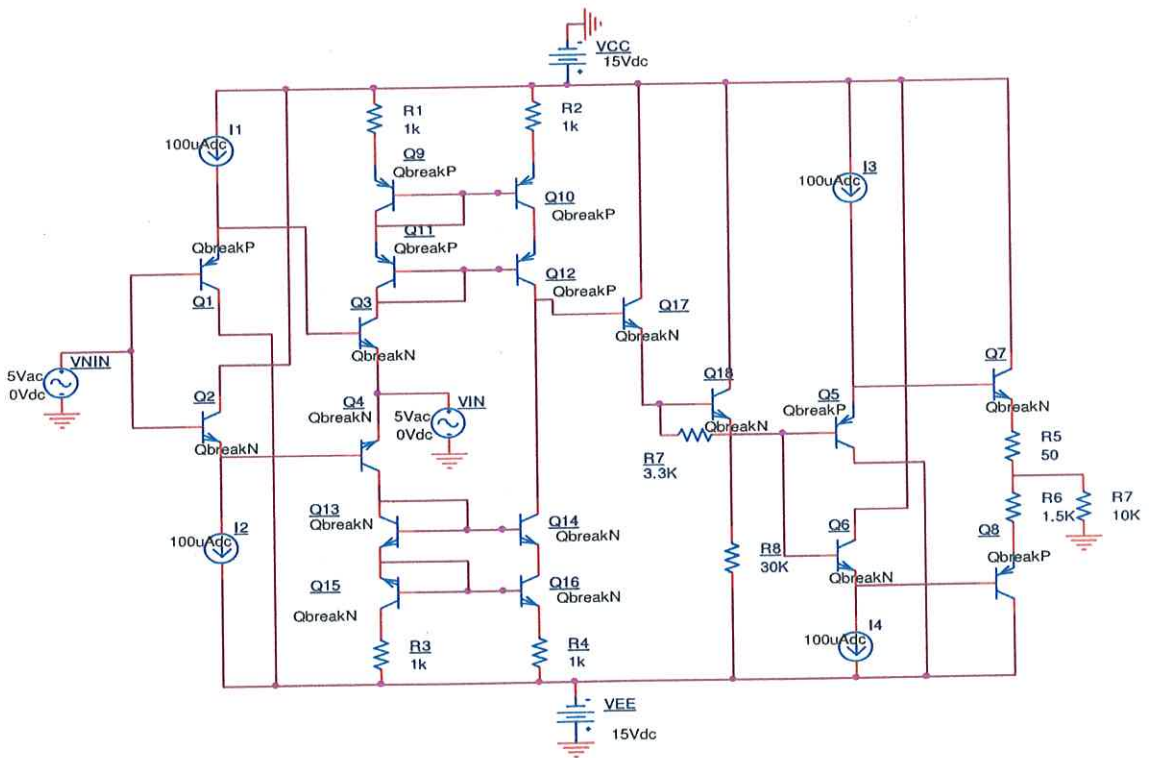 VCC
15Vdc
I1
100uAdc
R1
1k
R2
1k
Q9
QbreakP
Q10
QbreakP
I3
100uAdc
QbreakP
Q1
Q11
QbreakP
Q12
QbreakP
Q3
QbreakN
Q17
QbreakN
VNIN
5Vac
0Vdc
Q2
QbreakN
Q4
QbreakN
VIN
5Vac
0Vdc
Q18
QbreakN
Q5
QbreakP
Q7
QbreakN
R7
3.3K
R5
50
I2
100uAdc
Q13
QbreakN
Q14
QbreakN
Q6
QbreakN
R6
1.5K
R7
10K
Q8
QbreakP
R8
30K
Q15
QbreakN
Q16
QbreakN
I4
100uAdc
R3
1k
R4
1k
VEE
15Vdc